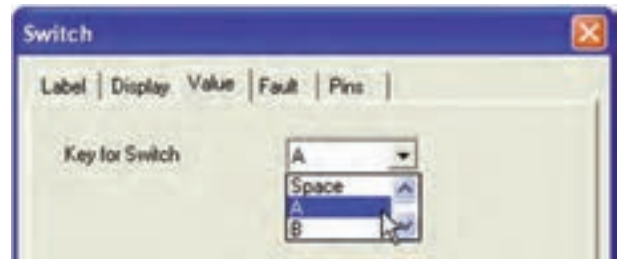 Switch
Label Display Value Fault Pins
Key for Switch A
Space
A
B